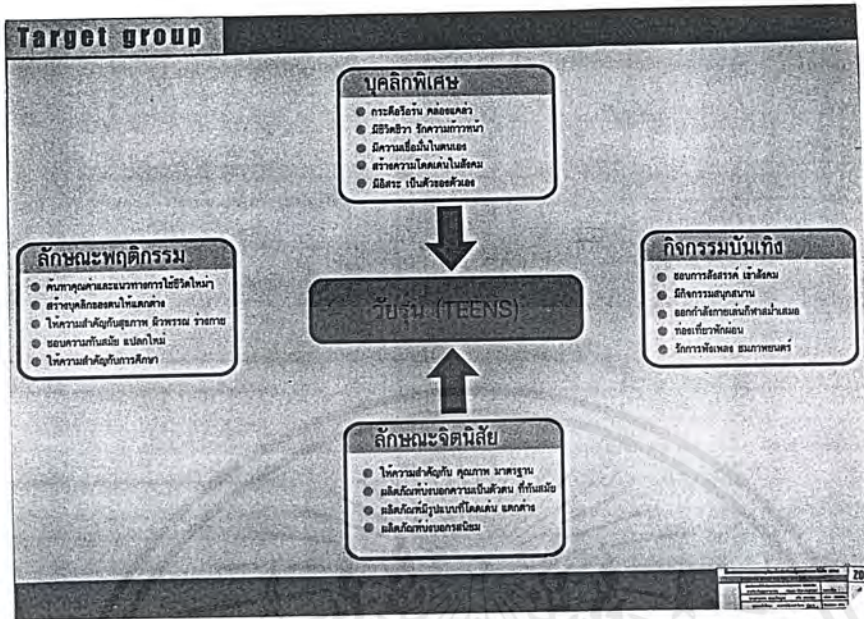 Target group
บุคลิกพิเศษ
กระตือรือร้น คล่องแคล่ว
มีชีวิตชีวา รักความก้าวหน้า
มีความเชื่อมั่นในตนเอง
สร้างความโดดเด่นในสังคม
มีอิสระ เป็นตัวของตัวเอง
ลักษณะพฤติกรรม
ค้นหาคุณค่าและแนวทางการใช้ชีวิตใหม่ๆ
สร้างบุคลิกของตนให้แตกต่าง
ให้ความสำคัญกับสุขภาพ ผิวพรรณ ร่างกาย
ชอบความทันสมัย แปลกใหม่
ให้ความสำคัญกับการศึกษา
วัยรุ่น (TEENS)
กิจกรรมบันเทิง
ชอบการสังสรรค์ เข้าสังคม
มีกิจกรรมสนุกสนาน
ออกกำลังกายเล่นกีฬาสม่ำเสมอ
ท่องเที่ยวพักผ่อน
รักการฟังเพลง ชมภาพยนตร์
ลักษณะจิตนิสัย
ให้ความสำคัญกับ คุณภาพ มาตรฐาน
ผลิตภัณฑ์บ่งบอกความเป็นตัวตน ที่ทันสมัย
ผลิตภัณฑ์มีรูปแบบที่โดดเด่น แตกต่าง
ผลิตภัณฑ์บ่งบอกรสนิยม